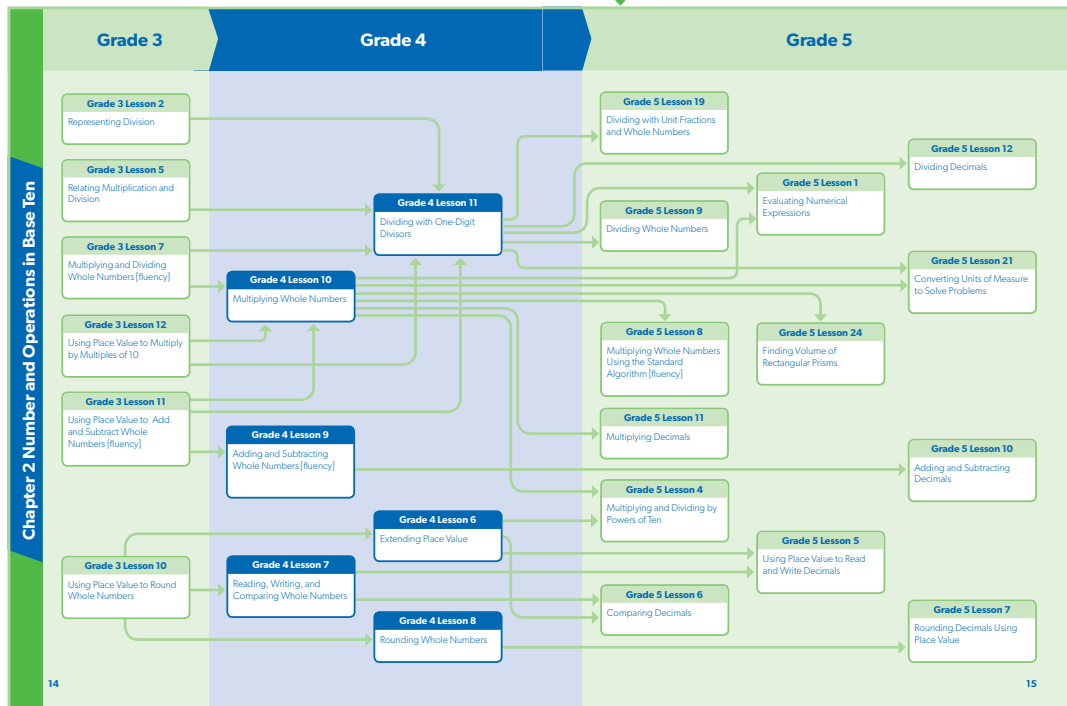 Chapter 2 Number and Operations in Base Ten
Grade 3
Grade 4
Grade 5
Grade 3 Lesson 2
Representing Division
Grade 3 Lesson 5
Relating Multiplication and
Division
Grade 3 Lesson 7
Multiplying and Dividing
Whole Numbers [fluency]
Grade 3 Lesson 12
Using Place Value to Multiply
by Multiples of 10
Grade 3 Lesson 11
Using Place Value to Add
and Subtract Whole
Numbers [fluency]
Grade 3 Lesson 10
Using Place Value to Round
Whole Numbers
Grade 4 Lesson 11
Dividing with One-Digit
Divisors
Grade 4 Lesson 10
Multiplying Whole Numbers
Grade 4 Lesson 9
Adding and Subtracting
Whole Numbers [fluency]
Grade 4 Lesson 6
Extending Place Value
Grade 4 Lesson 7
Reading, Writing, and
Comparing Whole Numbers
Grade 4 Lesson 8
Rounding Whole Numbers
Grade 5 Lesson 19
Dividing with Unit Fractions
and Whole Numbers
Grade 5 Lesson 12
Dividing Decimals
Grade 5 Lesson 1
Evaluating Numerical
Expressions
Grade 5 Lesson 9
Dividing Whole Numbers
Grade 5 Lesson 21
Converting Units of Measure
to Solve Problems
Grade 5 Lesson 8
Multiplying Whole Numbers
Using the Standard
Algorithm [fluency]
Grade 5 Lesson 24
Finding Volume of
Rectangular Prisms
Grade 5 Lesson 11
Multiplying Decimals
Grade 5 Lesson 10
Adding and Subtracting
Decimals
Grade 5 Lesson 4
Multiplying and Dividing by
Powers of Ten
Grade 5 Lesson 5
Using Place Value to Read
and Write Decimals
Grade 5 Lesson 6
Comparing Decimals
Grade 5 Lesson 7
Rounding Decimals Using
Place Value
14
15